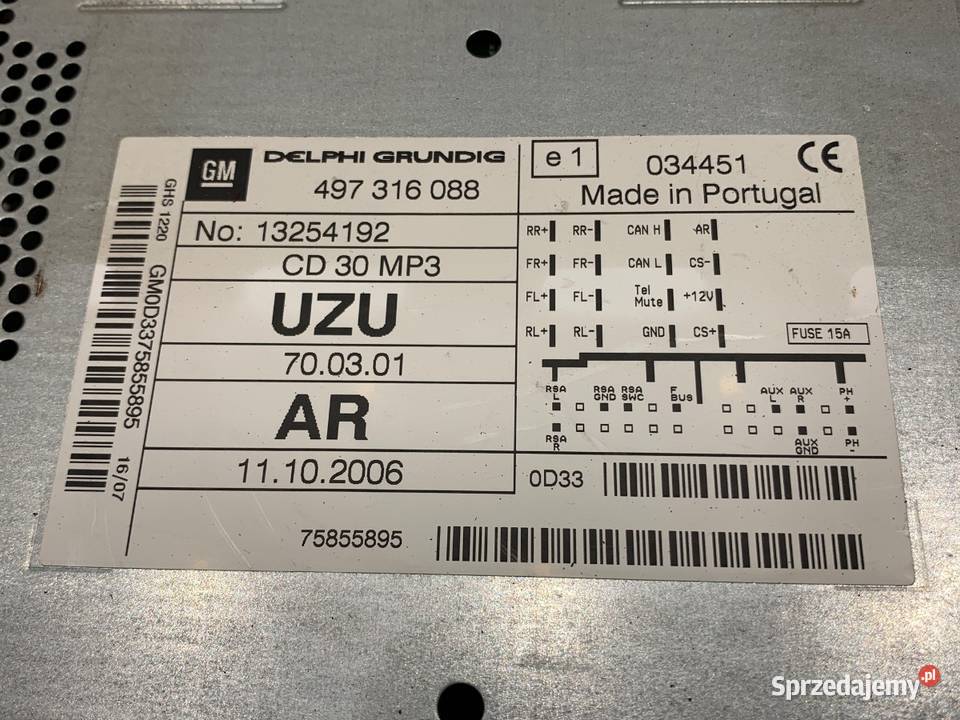 GM
DELPHI GRUNDIG
497 316 088
e 1
034451
CE
Made in Portugal
No: 13254192
CD 30 MP3
UZU
70.03.01
AR
11.10.2006
GHS 1220
GM0D3375855895
16/07
RR+ RR- CAN H AR
FR+ FR- CAN L CS-
FL+ FL- Tel Mute +12V
RL+ RL- GND CS+
FUSE 15A
RSA L RSA GND RSA SWC F BUS AUX L AUX R PH +
RSA R AUX GND PH -
0D33
75855895
Sprzedajemy.pl